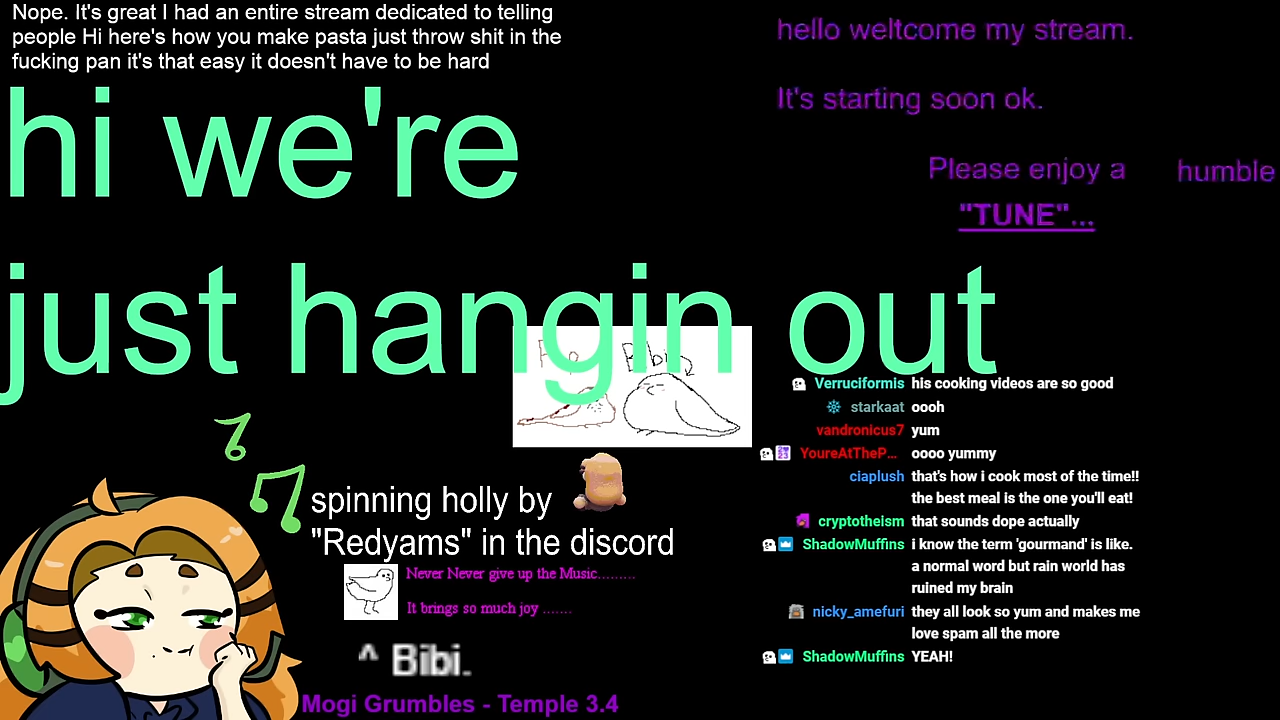 Nope. It's great I had an entire stream dedicated to telling
people Hi here's how you make pasta just throw shit in the
fucking pan it's that easy it doesn't have to be hard
hello weltcome my stream.
It's starting soon ok.
Please enjoy a humble
"TUNE"...
hi we're
just hangin out
Verruciformis his cooking videos are so good
starkaat oooh
vandronicus7 yum
YoureAtTheP... oooo yummy
ciaplush that's how i cook most of the time!!
the best meal is the one you'll eat!
cryptotheism that sounds dope actually
ShadowMuffins i know the term 'gourmand' is like.
a normal word but rain world has
ruined my brain
nicky_amefuri they all look so yum and makes me
love spam all the more
ShadowMuffins YEAH!
spinning holly by
"Redyams" in the discord
Never Never give up the Music.........
It brings so much joy .......
^ Bibi.
Mogi Grumbles - Temple 3.4